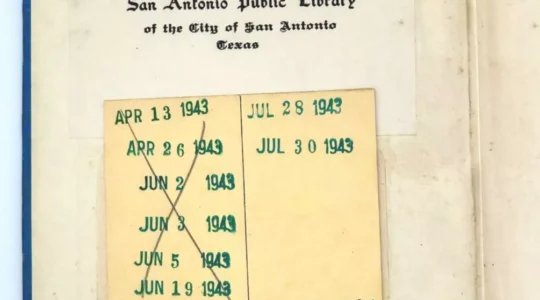 San Antonio Public Library
of the City of San Antonio
Texas
APR 13 1943
APR 26 1943
JUN 2 1943
JUN 3 1943
JUN 5 1943
JUN 19 1943
JUL 28 1943
JUL 30 1943